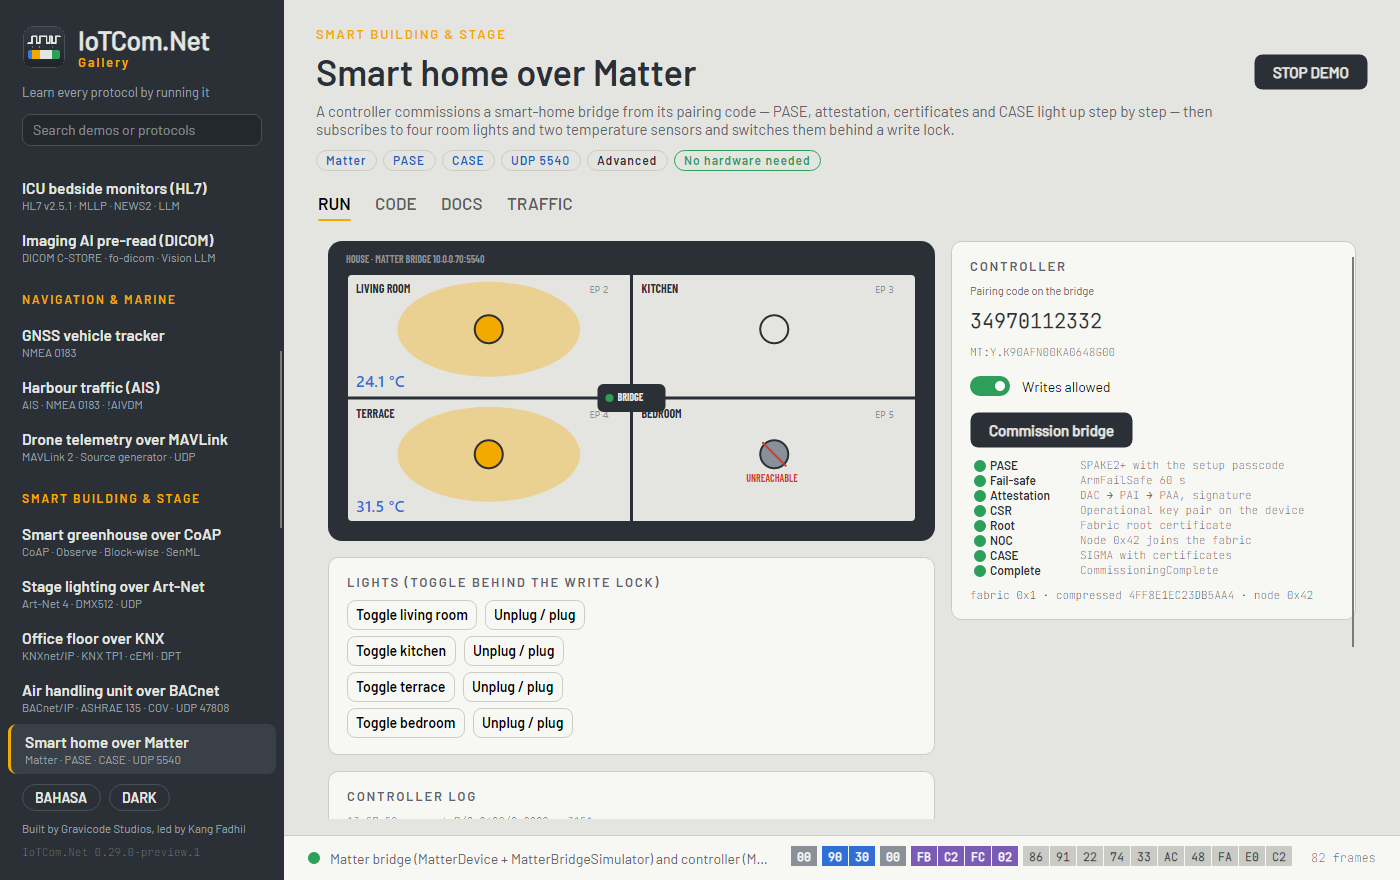 IoTCom.Net
Gallery
Learn every protocol by running it
Search demos or protocols
ICU bedside monitors (HL7)
HL7 v2.5.1 · MLLP · NEWS2 · LLM
Imaging AI pre-read (DICOM)
DICOM C-STORE · fo-dicom · Vision LLM
NAVIGATION & MARINE
GNSS vehicle tracker
NMEA 0183
Harbour traffic (AIS)
AIS · NMEA 0183 · !AIVDM
Drone telemetry over MAVLink
MAVLink 2 · Source generator · UDP
SMART BUILDING & STAGE
Smart greenhouse over CoAP
CoAP · Observe · Block-wise · SenML
Stage lighting over Art-Net
Art-Net 4 · DMX512 · UDP
Office floor over KNX
KNXnet/IP · KNX TP1 · cEMI · DPT
Air handling unit over BACnet
BACnet/IP · ASHRAE 135 · COV · UDP 47808
Smart home over Matter
Matter · PASE · CASE · UDP 5540
BAHASA DARK
Built by Gravicode Studios, led by Kang Fadhil
IoTCom.Net 0.29.0-preview.1
SMART BUILDING & STAGE
Smart home over Matter
STOP DEMO
A controller commissions a smart-home bridge from its pairing code — PASE, attestation, certificates and CASE light up step by step — then
subscribes to four room lights and two temperature sensors and switches them behind a write lock.
Matter PASE CASE UDP 5540 Advanced No hardware needed
RUN CODE DOCS TRAFFIC
HOUSE · MATTER BRIDGE 10.0.0.70:5540
LIVING ROOM EP 2
24.1 °C
KITCHEN EP 3
BRIDGE
TERRACE EP 4
31.5 °C
BEDROOM EP 5
UNREACHABLE
LIGHTS (TOGGLE BEHIND THE WRITE LOCK)
Toggle living room Unplug / plug
Toggle kitchen Unplug / plug
Toggle terrace Unplug / plug
Toggle bedroom Unplug / plug
CONTROLLER LOG
CONTROLLER
Pairing code on the bridge
34970112332
MT:Y.K90AFN00KA0648G00
Writes allowed
Commission bridge
PASE SPAKE2+ with the setup passcode
Fail-safe ArmFailSafe 60 s
Attestation DAC → PAI → PAA, signature
CSR Operational key pair on the device
Root Fabric root certificate
NOC Node 0x42 joins the fabric
CASE SIGMA with certificates
Complete CommissioningComplete
fabric 0x1 · compressed 4FF8E1EC23DB5AA4 · node 0x42
Matter bridge (MatterDevice + MatterBridgeSimulator) and controller (M...
00 90 30 00 FB C2 FC 02 86 91 22 74 33 AC 48 FA E0 C2
82 frames